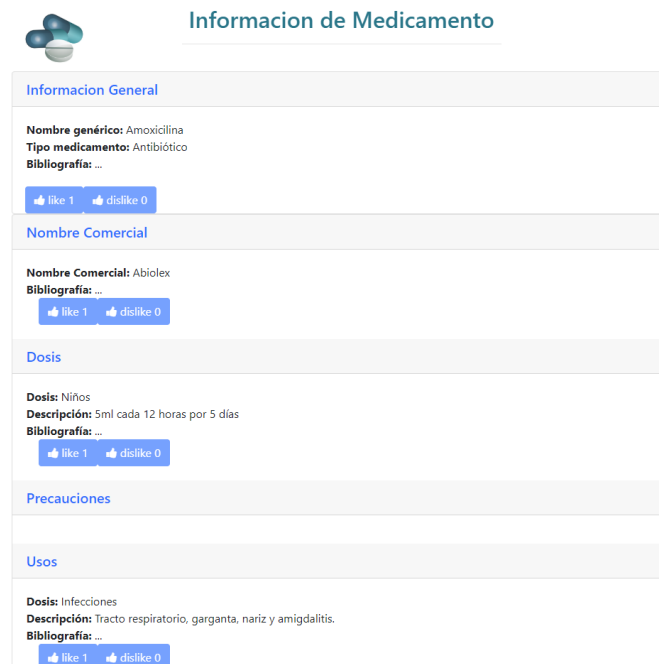 Informacion de Medicamento
Informacion General
Nombre genérico: Amoxicilina
Tipo medicamento: Antibiótico
Bibliografía: ...
like 1 dislike 0
Nombre Comercial
Nombre Comercial: Abiolex
Bibliografía: ...
like 1 dislike 0
Dosis
Dosis: Niños
Descripción: 5ml cada 12 horas por 5 días
Bibliografía: ...
like 1 dislike 0
Precauciones
Usos
Dosis: Infecciones
Descripción: Tracto respiratorio, garganta, nariz y amigdalitis.
Bibliografía: ...
like 1 dislike 0